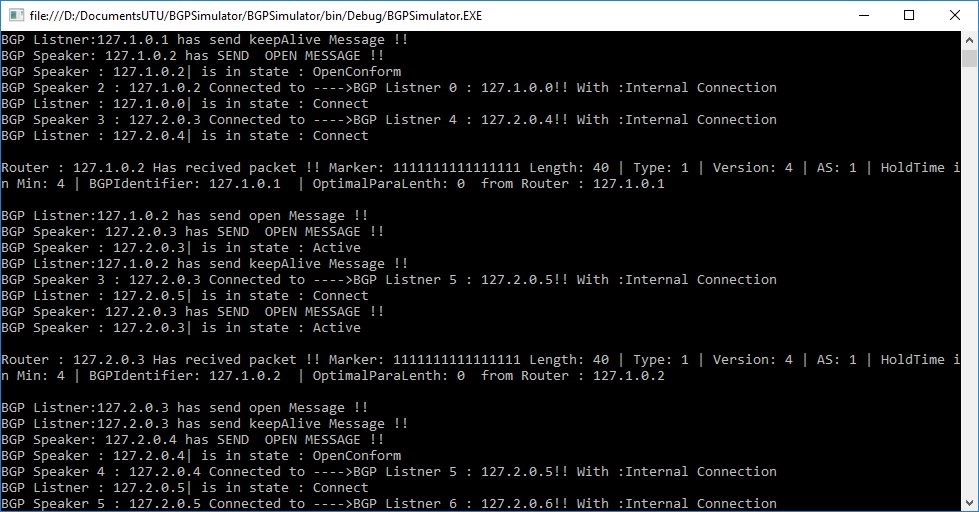 file:///D:/DocumentsUTU/BGPSimulator/BGPSimulator/bin/Debug/BGPSimulator.EXE
BGP Listner:127.1.0.1 has send keepAlive Message !!
BGP Speaker: 127.1.0.2 has SEND  OPEN MESSAGE !!
BGP Speaker : 127.1.0.2| is in state : OpenConform
BGP Speaker 2 : 127.1.0.2 Connected to ---->BGP Listner 0 : 127.1.0.0!! With :Internal Connection
BGP Listner : 127.1.0.0| is in state : Connect
BGP Speaker 3 : 127.2.0.3 Connected to ---->BGP Listner 4 : 127.2.0.4!! With :Internal Connection
BGP Listner : 127.2.0.4| is in state : Connect
Router : 127.1.0.2 Has recived packet !! Marker: 1111111111111111 Length: 40 | Type: 1 | Version: 4 | AS: 1 | HoldTime i
n Min: 4 | BGPIdentifier: 127.1.0.1  | OptimalParaLenth: 0  from Router : 127.1.0.1
BGP Listner:127.1.0.2 has send open Message !!
BGP Speaker: 127.2.0.3 has SEND  OPEN MESSAGE !!
BGP Speaker : 127.2.0.3| is in state : Active
BGP Listner:127.1.0.2 has send keepAlive Message !!
BGP Speaker 3 : 127.2.0.3 Connected to ---->BGP Listner 5 : 127.2.0.5!! With :Internal Connection
BGP Listner : 127.2.0.5| is in state : Connect
BGP Speaker: 127.2.0.3 has SEND  OPEN MESSAGE !!
BGP Speaker : 127.2.0.3| is in state : Active
Router : 127.2.0.3 Has recived packet !! Marker: 1111111111111111 Length: 40 | Type: 1 | Version: 4 | AS: 1 | HoldTime i
n Min: 4 | BGPIdentifier: 127.1.0.2  | OptimalParaLenth: 0  from Router : 127.1.0.2
BGP Listner:127.2.0.3 has send open Message !!
BGP Listner:127.2.0.3 has send keepAlive Message !!
BGP Speaker: 127.2.0.4 has SEND  OPEN MESSAGE !!
BGP Speaker : 127.2.0.4| is in state : OpenConform
BGP Speaker 4 : 127.2.0.4 Connected to ---->BGP Listner 5 : 127.2.0.5!! With :Internal Connection
BGP Listner : 127.2.0.5| is in state : Connect
BGP Speaker 5 : 127.2.0.5 Connected to ---->BGP Listner 6 : 127.2.0.6!! With :Internal Connection